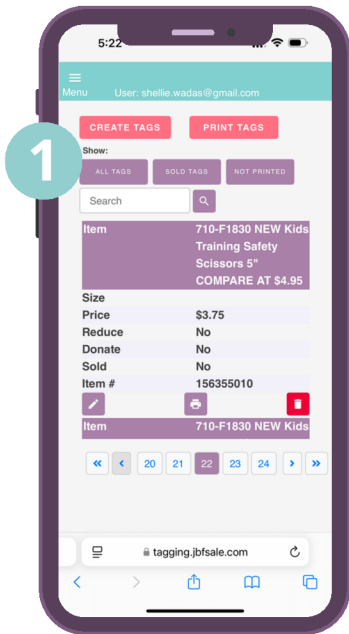 1
5:22
Menu User: shellie.wadas@gmail.com
CREATE TAGS PRINT TAGS
Show:
ALL TAGS SOLD TAGS NOT PRINTED
Search
Item 710-F1830 NEW Kids
Training Safety
Scissors 5"
COMPARE AT $4.95
Size
Price $3.75
Reduce No
Donate No
Sold No
Item # 156355010
Item 710-F1830 NEW Kids
« ‹ 20 21 22 23 24 › »
tagging.jbfsale.com